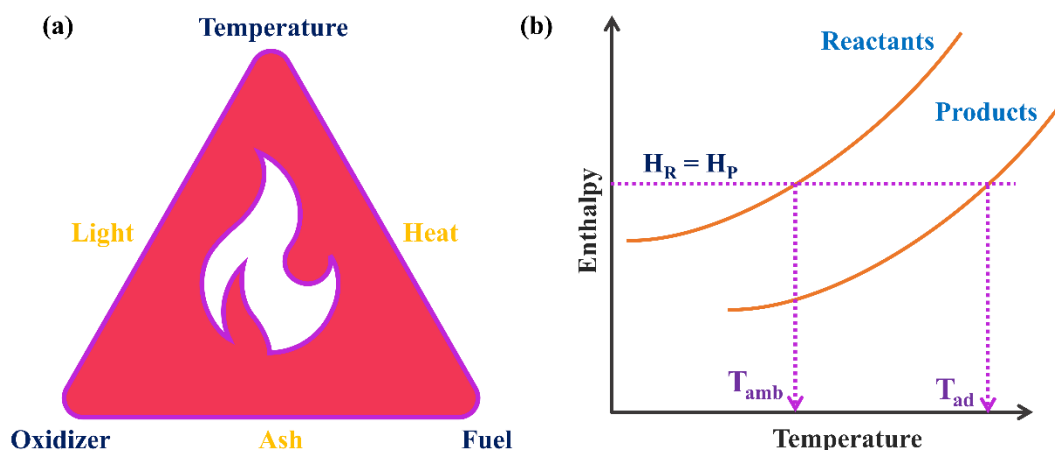 (a)
Temperature
Light
Heat
Oxidizer
Ash
Fuel
(b)
Reactants
Products
H_R = H_P
Enthalpy
T_amb
T_ad
Temperature